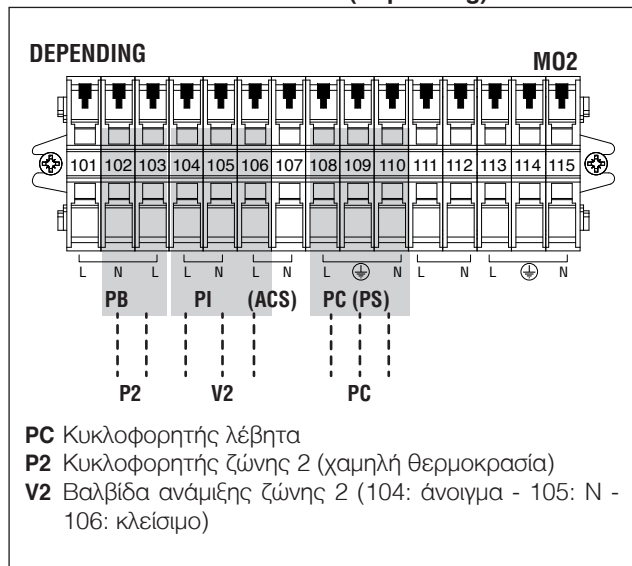 DEPENDING
MO2
101 102 103 104 105 106 107 108 109 110 111 112 113 114 115
L N L L N L N L N L N L N
PB PI (ACS) PC (PS)
P2 V2 PC
PC Κυκλοφορητής λέβητα
P2 Κυκλοφορητής ζώνης 2 (χαμηλή θερμοκρασία)
V2 Βαλβίδα ανάμιξης ζώνης 2 (104: άνοιγμα - 105: N -
106: κλείσιμο)